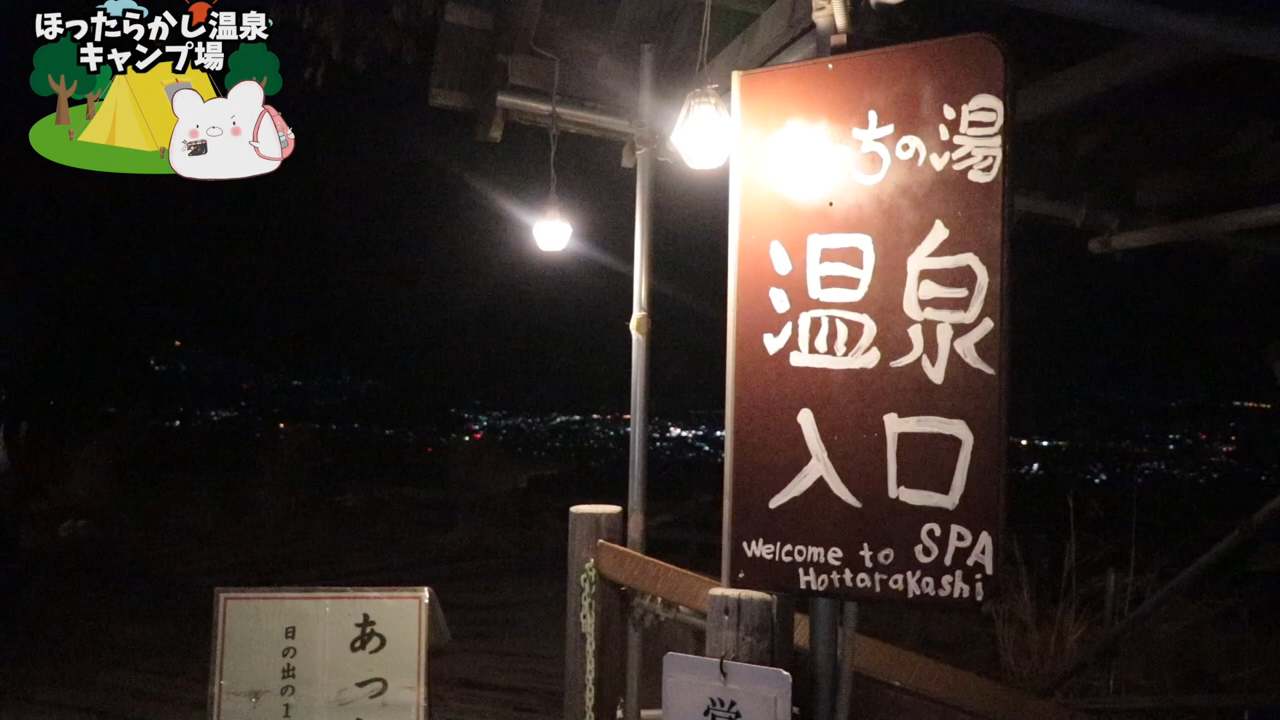 ほったらかし温泉
キャンプ場
ちの湯
温泉
入口
Welcome to SPA
Hottarakashi
あっ
日の出の1
営